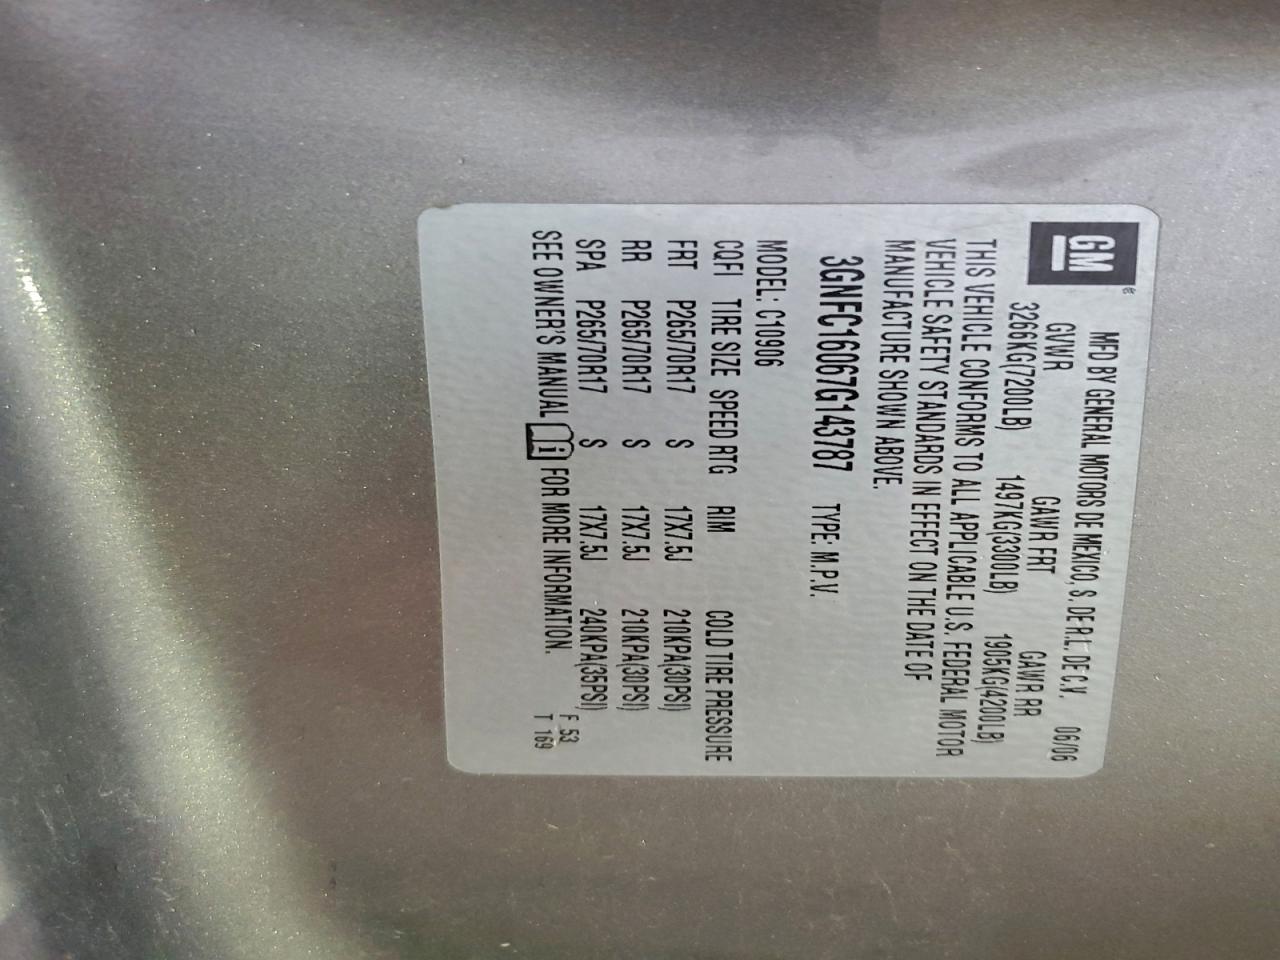 GM
MFD BY GENERAL MOTORS DE MEXICO, S. DE R.L. DE C.V. 06/06
GVWR GAWR FRT GAWR RR
3266KG(7200LB) 1497KG(3300LB) 1905KG(4200LB)
THIS VEHICLE CONFORMS TO ALL APPLICABLE U.S. FEDERAL MOTOR
VEHICLE SAFETY STANDARDS IN EFFECT ON THE DATE OF
MANUFACTURE SHOWN ABOVE.
3GNFC16067G143787 TYPE: M.P.V.
MODEL: C10906
CQFI TIRE SIZE SPEED RTG RIM COLD TIRE PRESSURE
FRT P265/70R17 S 17X7.5J 210KPA(30PSI)
RR P265/70R17 S 17X7.5J 210KPA(30PSI)
SPA P265/70R17 S 17X7.5J 240KPA(35PSI)
SEE OWNER'S MANUAL i FOR MORE INFORMATION.
F 53
T 169